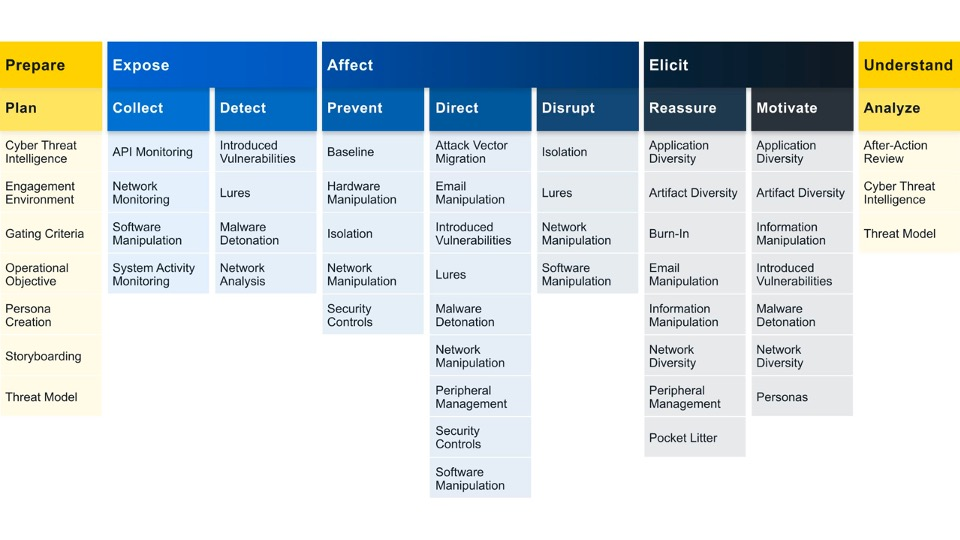 Prepare
Expose
Affect
Elicit
Understand
Plan
Collect
Detect
Prevent
Direct
Disrupt
Reassure
Motivate
Analyze
Cyber Threat
Intelligence
Engagement
Environment
Gating Criteria
Operational
Objective
Persona
Creation
Storyboarding
Threat Model
API Monitoring
Network
Monitoring
Software
Manipulation
System Activity
Monitoring
Introduced
Vulnerabilities
Lures
Malware
Detonation
Network
Analysis
Baseline
Hardware
Manipulation
Isolation
Network
Manipulation
Security
Controls
Attack Vector
Migration
Email
Manipulation
Introduced
Vulnerabilities
Lures
Malware
Detonation
Network
Manipulation
Peripheral
Management
Security
Controls
Software
Manipulation
Isolation
Lures
Network
Manipulation
Software
Manipulation
Application
Diversity
Artifact Diversity
Burn-In
Email
Manipulation
Information
Manipulation
Network
Diversity
Peripheral
Management
Pocket Litter
Application
Diversity
Artifact Diversity
Information
Manipulation
Introduced
Vulnerabilities
Malware
Detonation
Network
Diversity
Personas
After-Action
Review
Cyber Threat
Intelligence
Threat Model